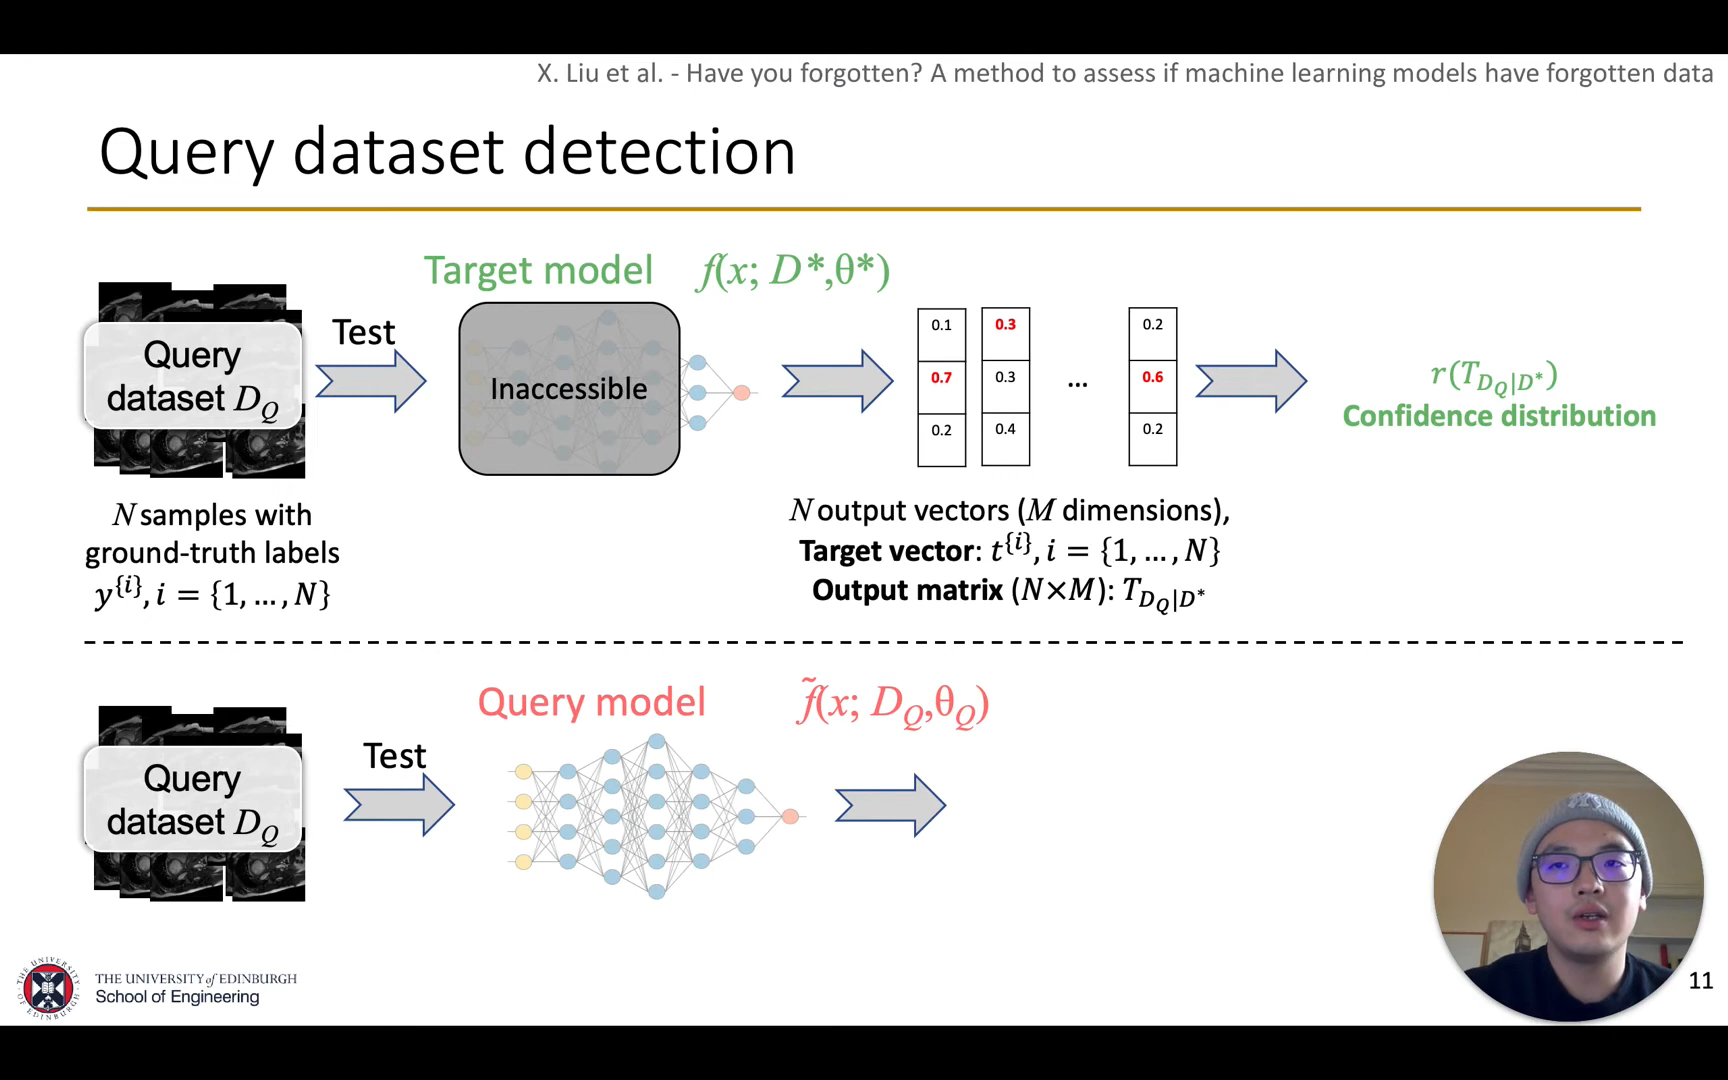 X. Liu et al. - Have you forgotten? A method to assess if machine learning models have forgotten data
Query dataset detection
Target model f(x; D*,θ*)
Query
dataset D_Q
Test
Inaccessible
0.1 0.3 0.2
0.7 0.3 ... 0.6
0.2 0.4 0.2
r(T_{D_Q|D*})
Confidence distribution
N samples with
ground-truth labels
y^{i}, i = {1, …, N}
N output vectors (M dimensions),
Target vector: t^{i}, i = {1, …, N}
Output matrix (N×M): T_{D_Q|D*}
Query model f̃(x; D_Q,θ_Q)
Query
dataset D_Q
Test
THE UNIVERSITY of EDINBURGH
School of Engineering
11